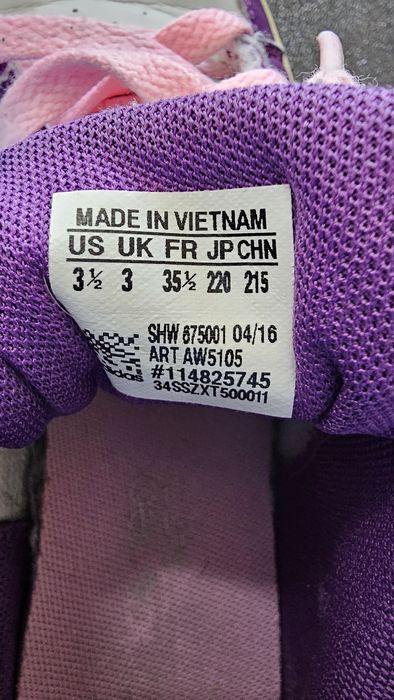 MADE IN VIETNAM
US UK FR JP CHN
3½ 3 35½ 220 215
SHW 675001 04/16
ART AW5105
#114825745
34SSZXT500011